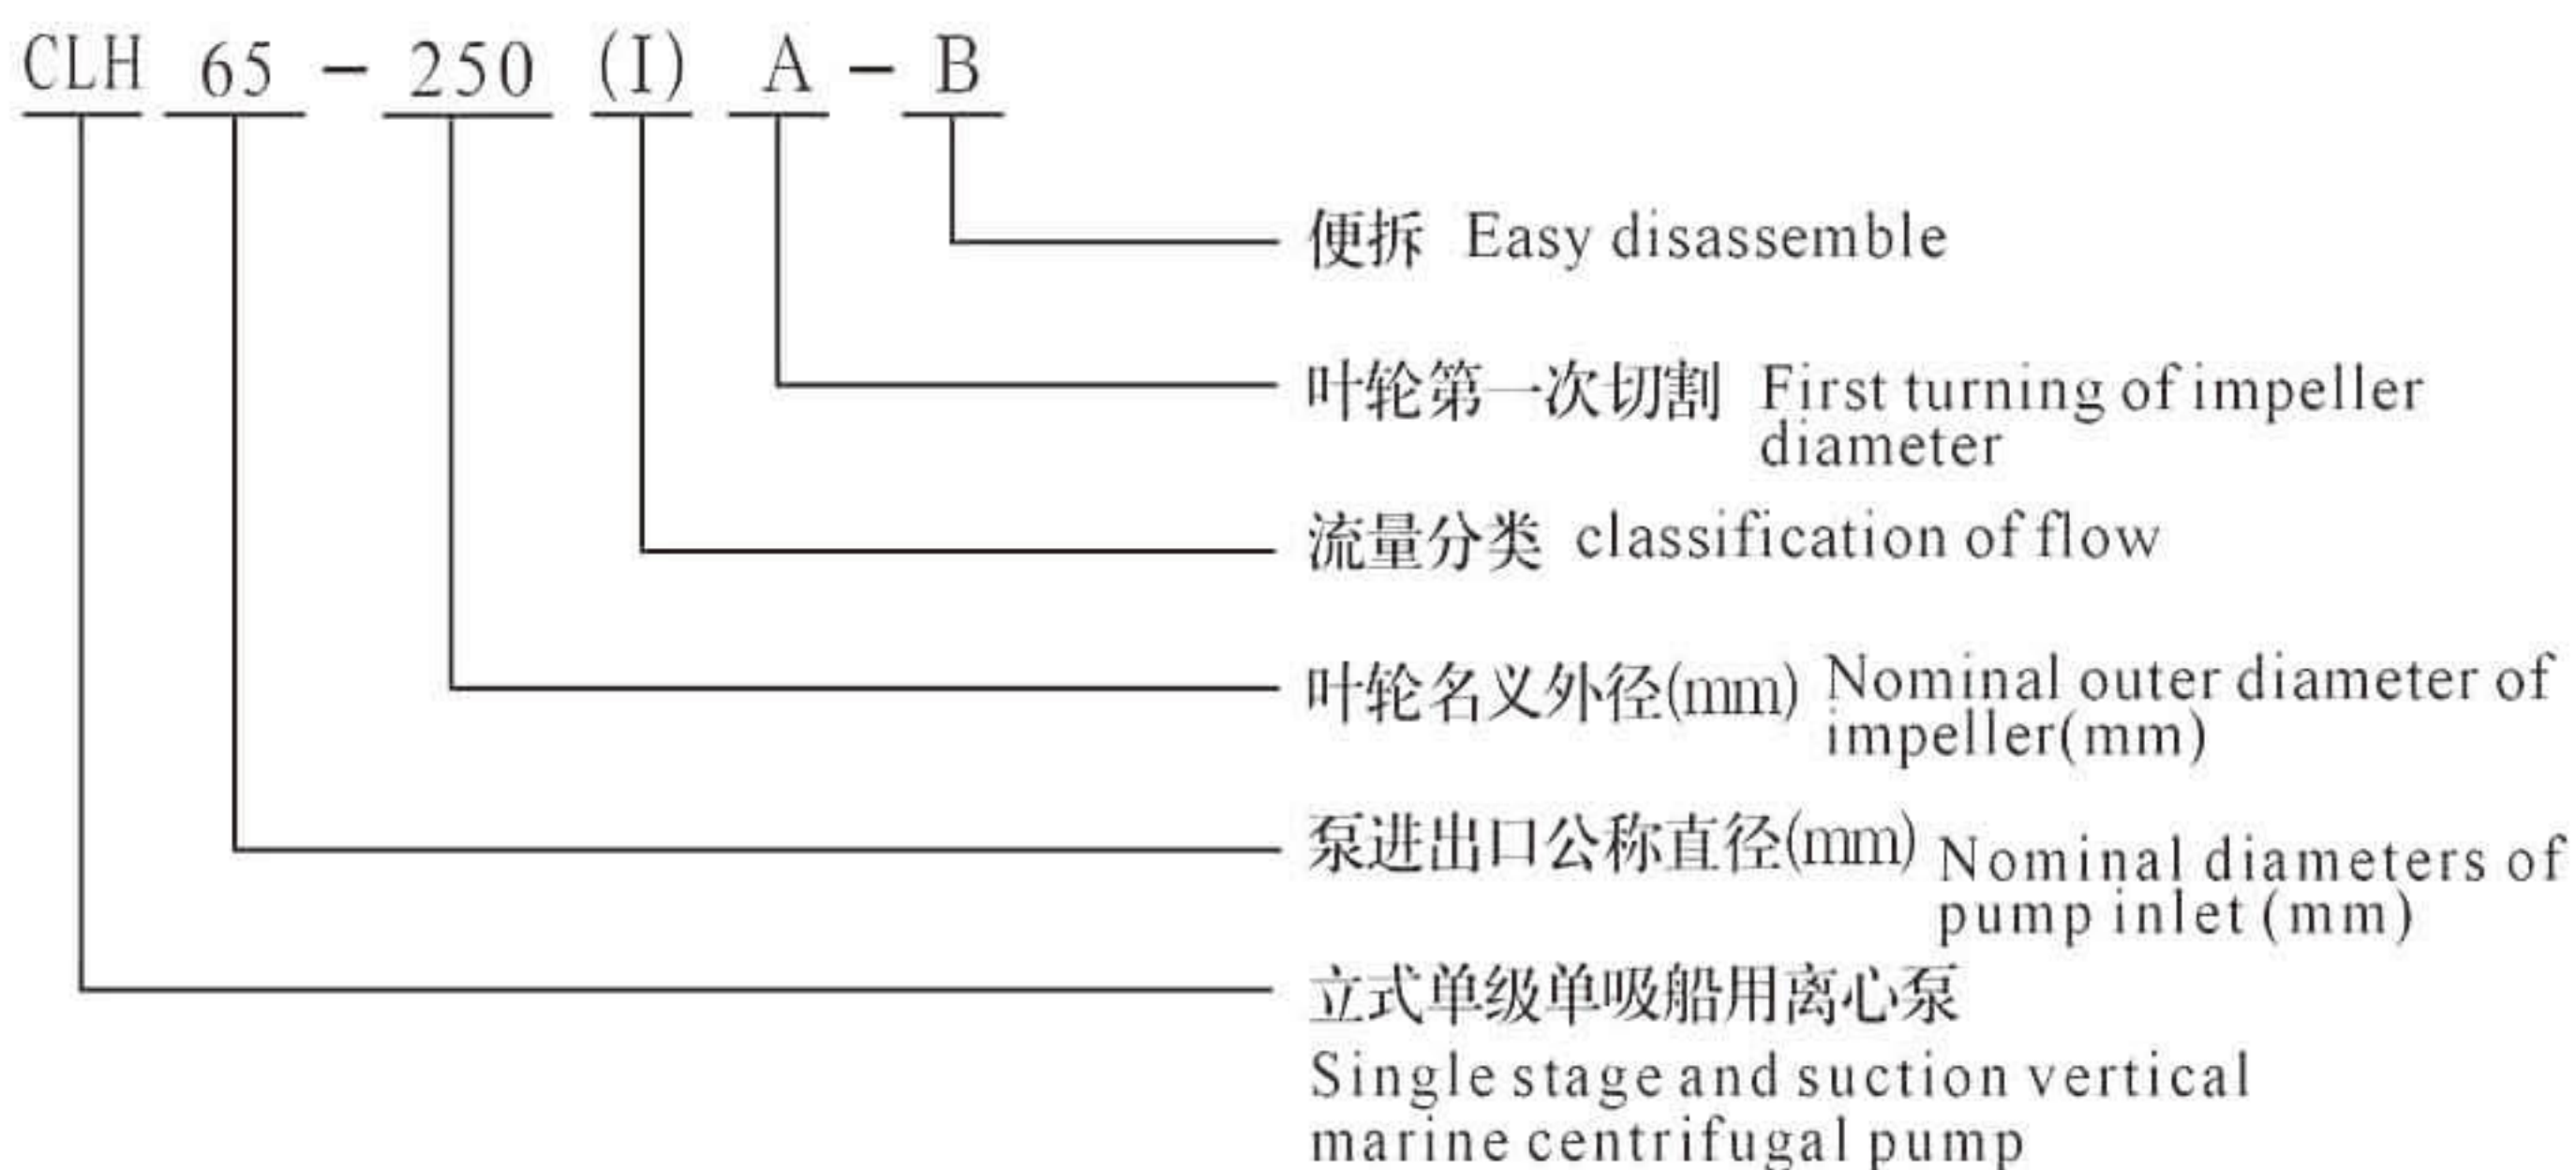 CLH 65 - 250 (I) A - B
便拆 Easy disassemble
叶轮第一次切割 First turning of impeller
diameter
流量分类 classification of flow
叶轮名义外径(mm) Nominal outer diameter of
impeller(mm)
泵进出口公称直径(mm) Nominal diameters of
pump inlet (mm)
立式单级单吸船用离心泵
Single stage and suction vertical
marine centrifugal pump